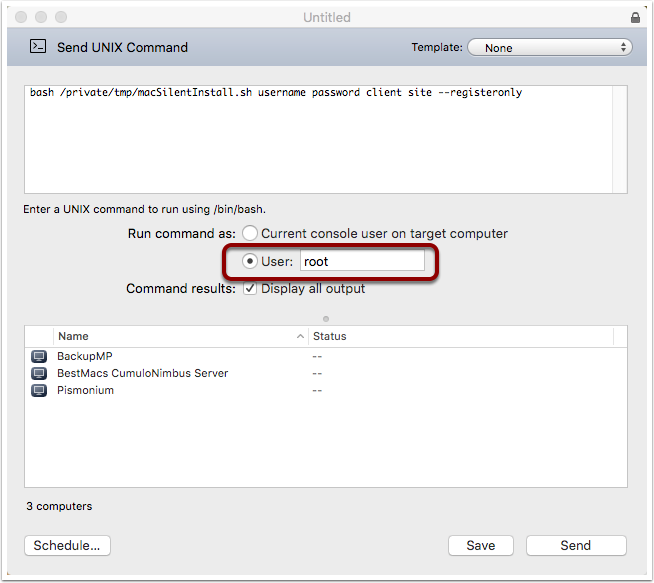 Untitled
Send UNIX Command
Template: None
bash /private/tmp/macSilentInstall.sh username password client site --registeronly
Enter a UNIX command to run using /bin/bash.
Run command as: Current console user on target computer
User: root
Command results: Display all output
Name Status
BackupMP --
BestMacs CumuloNimbus Server --
Pismonium --
3 computers
Schedule... Save Send